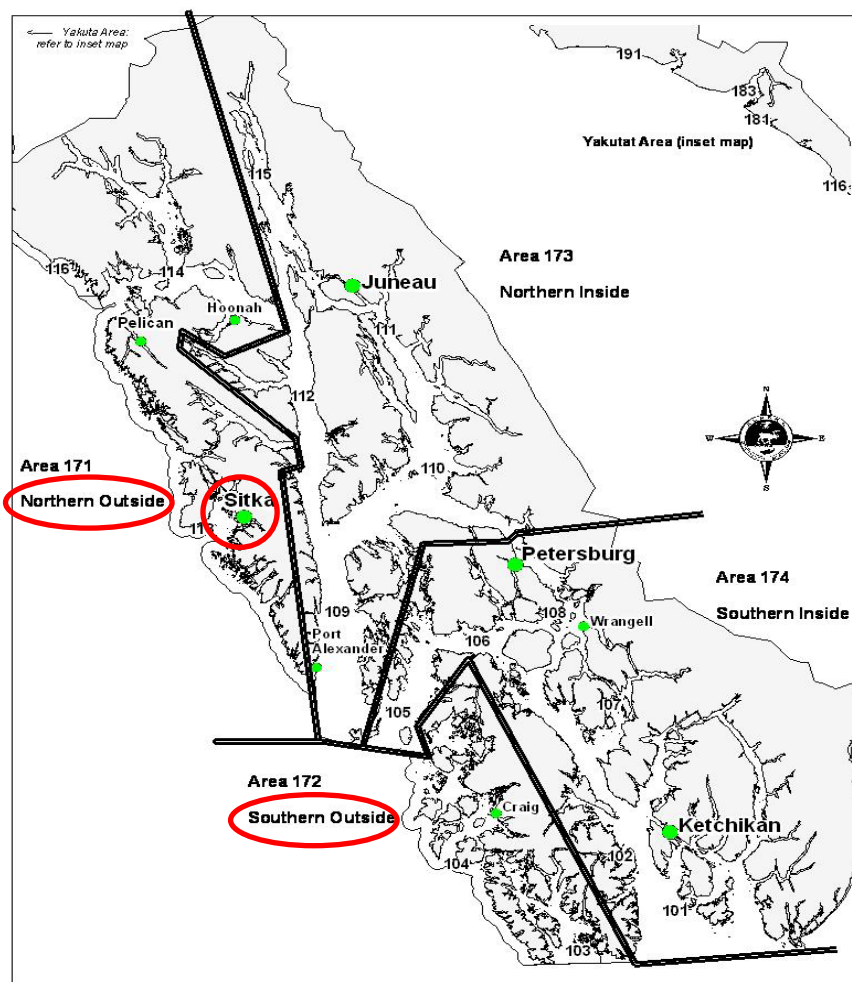 Yakuta Area:
refer to inset map
191
183
181
Yakutat Area (inset map)
116
115
Area 173
Northern Inside
116
114
Juneau
Hoonah
Pelican
111
112
N
W
E
S
110
Area 171
Northern Outside
Sitka
Petersburg
Area 174
Southern Inside
109
108
Wrangell
Port
Alexander
106
105
107
Area 172
Southern Outside
Craig
Ketchikan
104
102
101
103